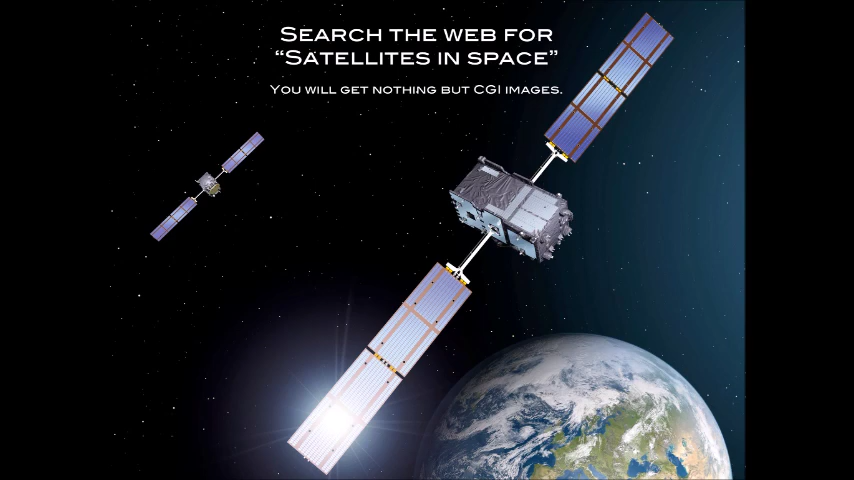 Search the web for
“Satellites in space”
You will get nothing but CGI images.